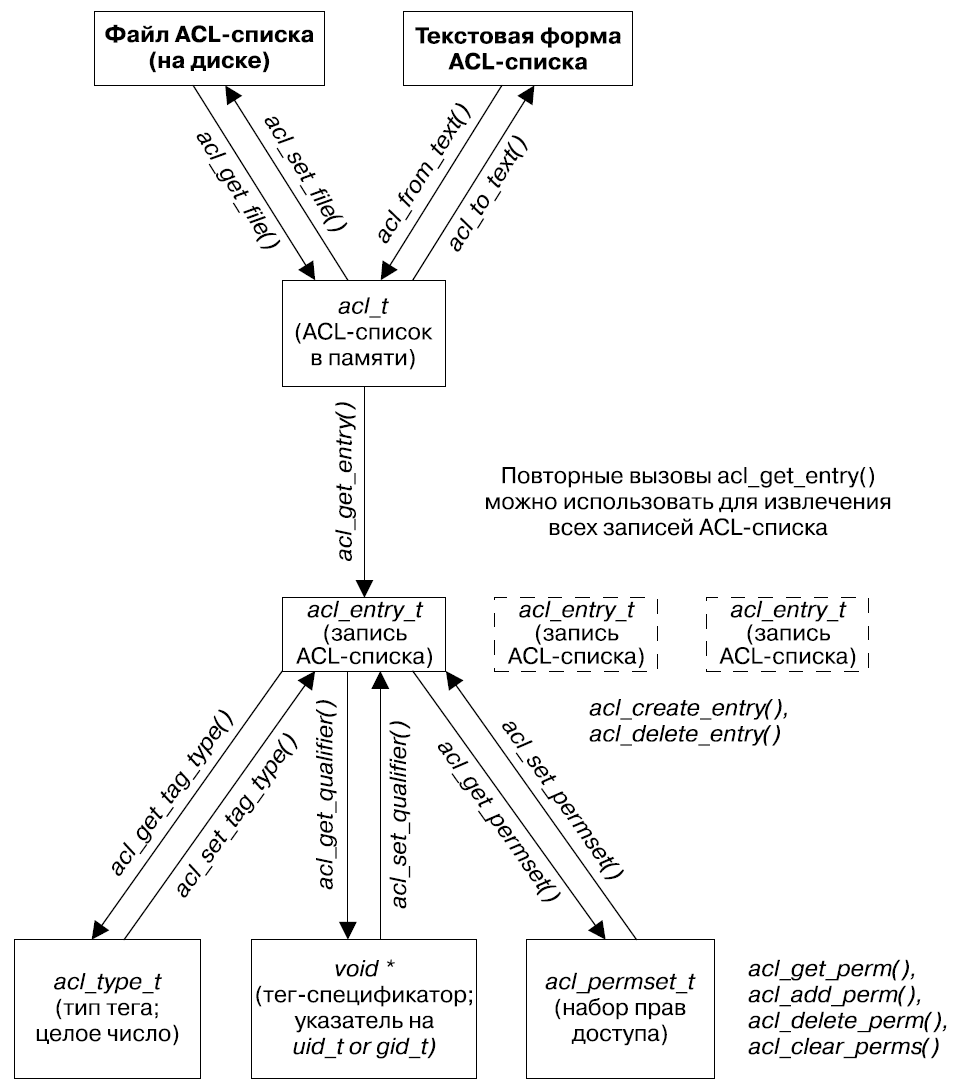 Файл ACL-списка
(на диске)
Текстовая форма
ACL-списка
acl_get_file()
acl_set_file()
acl_from_text()
acl_to_text()
acl_t
(ACL-список
в памяти)
acl_get_entry()
Повторные вызовы acl_get_entry()
можно использовать для извлечения
всех записей ACL-списка
acl_entry_t
(запись
ACL-списка)
acl_entry_t
(запись
ACL-списка)
acl_entry_t
(запись
ACL-списка)
acl_create_entry(),
acl_delete_entry()
acl_get_tag_type()
acl_set_tag_type()
acl_get_qualifier()
acl_set_qualifier()
acl_get_permset()
acl_set_permset()
acl_type_t
(тип тега;
целое число)
void *
(тег-спецификатор;
указатель на
uid_t or gid_t)
acl_permset_t
(набор прав
доступа)
acl_get_perm(),
acl_add_perm(),
acl_delete_perm(),
acl_clear_perms()